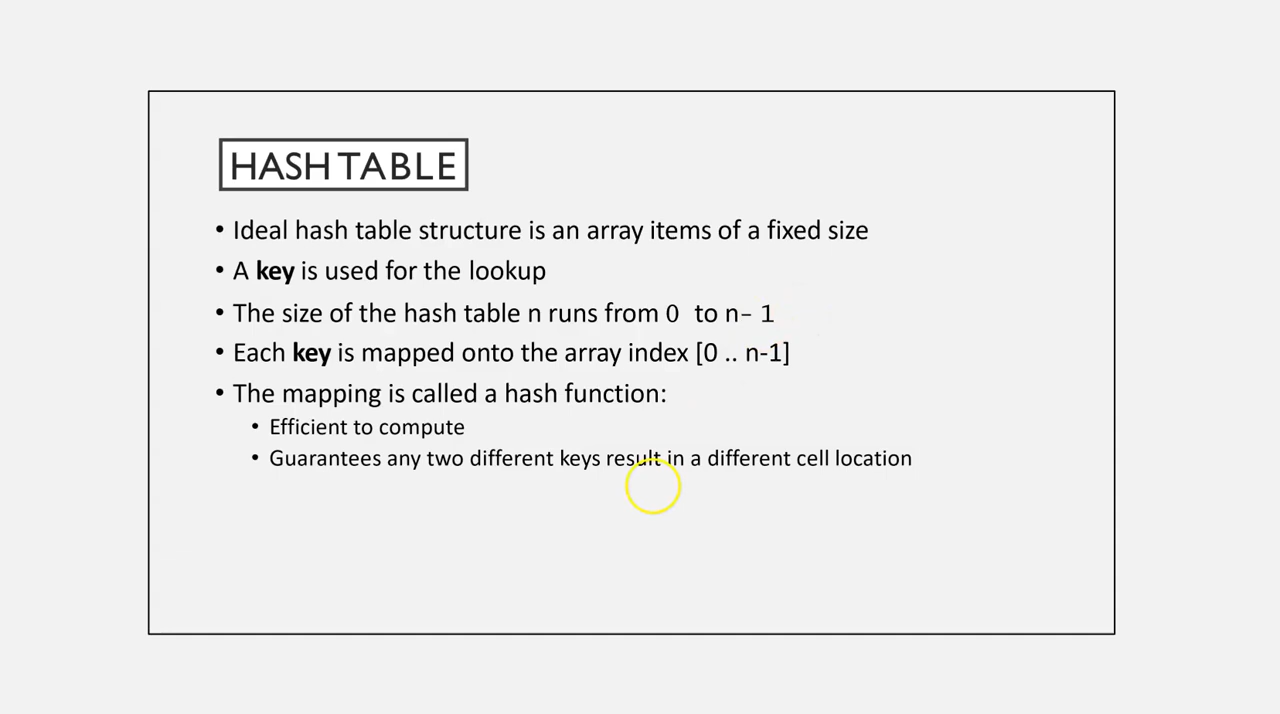 HASH TABLE
• Ideal hash table structure is an array items of a fixed size
• A key is used for the lookup
• The size of the hash table n runs from 0 to n- 1
• Each key is mapped onto the array index [0 .. n-1]
• The mapping is called a hash function:
• Efficient to compute
• Guarantees any two different keys result in a different cell location